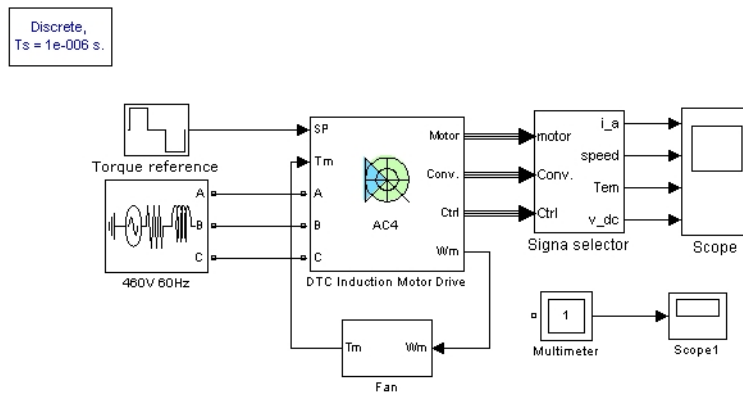 Discrete,
Ts = 1e-006 s.
Torque reference
A
B
C
460V 60Hz
SP
Tm
A
B
C
Motor
Conv.
Ctrl
Wm
AC4
DTC Induction Motor Drive
motor
Conv.
Ctrl
i_a
speed
Tem
v_dc
Signa selector
Scope
Tm
Wm
Fan
1
Multimeter
Scope1